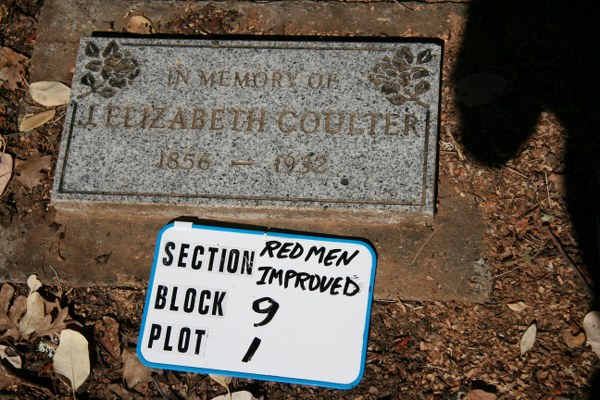 IN MEMORY OF
J. ELIZABETH COULTER
1856 — 1932
SECTION RED MEN
IMPROVED
BLOCK 9
PLOT 1